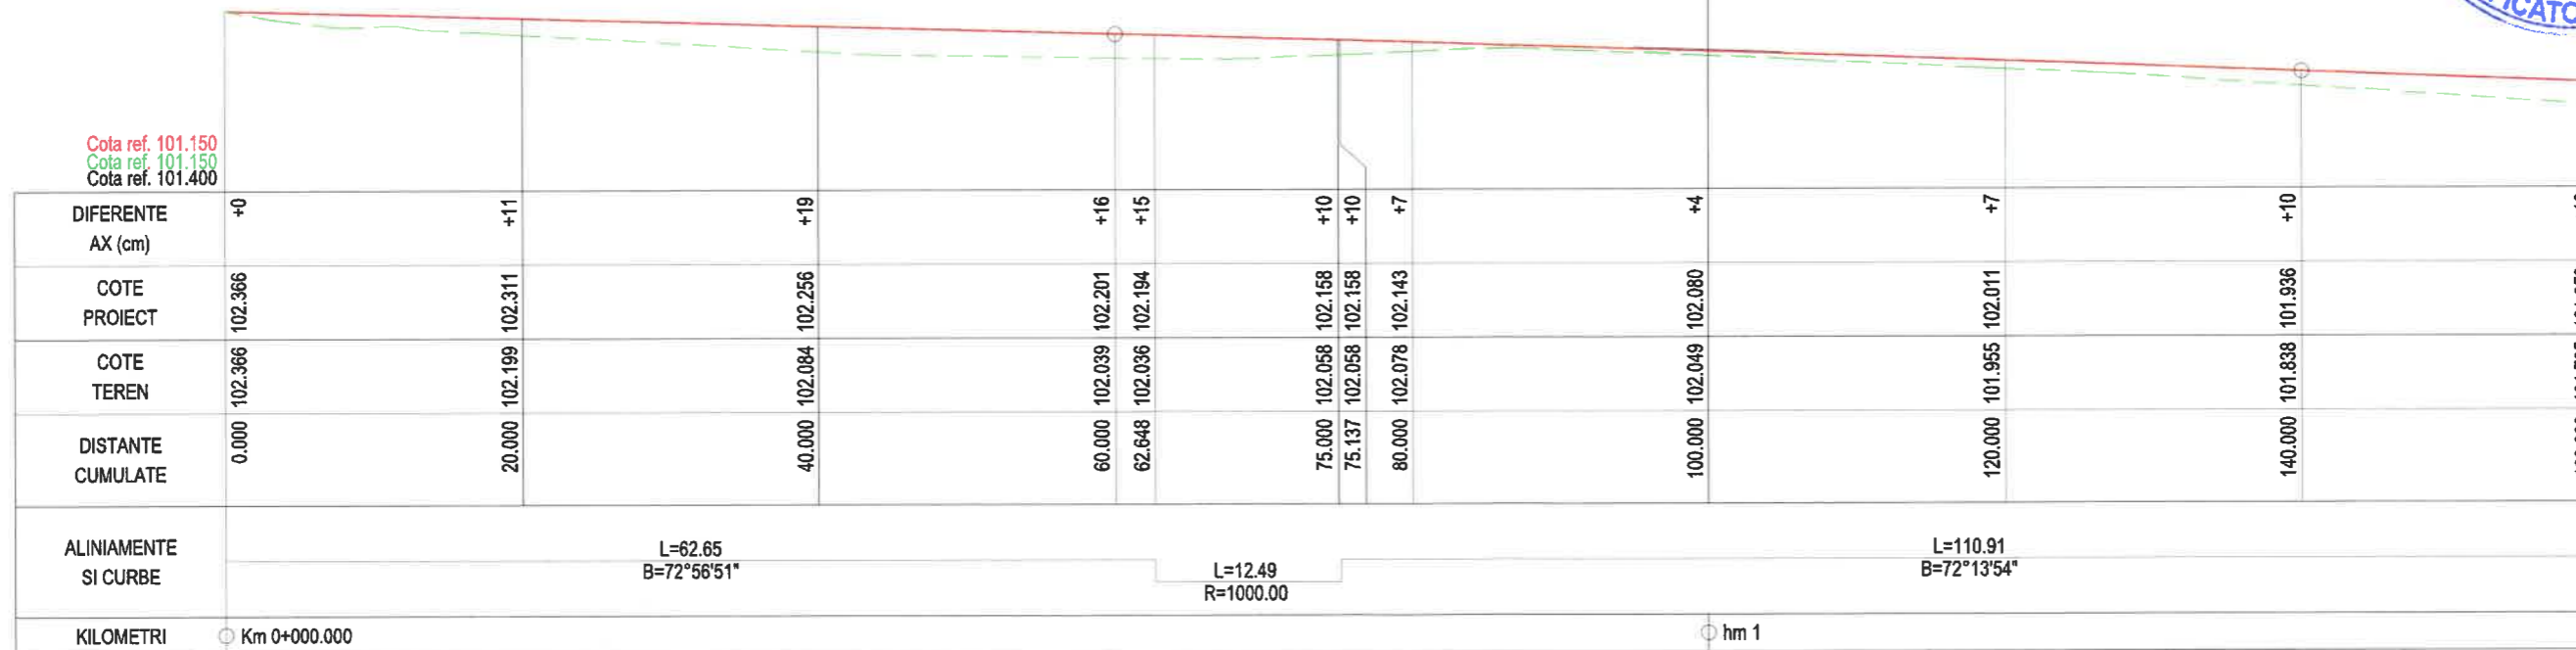 Cota ref. 101.150
Cota ref. 101.150
Cota ref. 101.400
DIFERENTE
AX (cm)
+0 +11 +19 +16 +15 +10 +10 +7 +4 +7 +10
COTE
PROIECT
102.366 102.311 102.256 102.201 102.194 102.158 102.158 102.143 102.080 102.011 101.936
COTE
TEREN
102.366 102.199 102.084 102.039 102.036 102.058 102.058 102.078 102.049 101.955 101.838
DISTANTE
CUMULATE
0.000 20.000 40.000 60.000 62.648 75.000 75.137 80.000 100.000 120.000 140.000
ALINIAMENTE
SI CURBE
L=62.65
B=72°56'51"
L=12.49
R=1000.00
L=110.91
B=72°13'54"
KILOMETRI
Km 0+000.000
hm 1